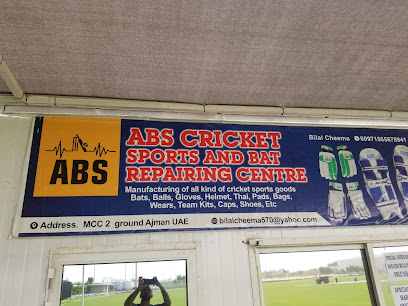 ABS
ABS CRICKET
SPORTS AND BAT
REPAIRING CENTRE
Bilal Cheema 00971565678941
Manufacturing of all kind of cricket sports goods
Bats, Balls, Gloves, Helmet, Thai, Pads, Bags,
Wears, Team Kits, Caps, Shoes, Etc
Address. MCC 2 ground Ajman UAE
bilalcheema570@yahoo.com